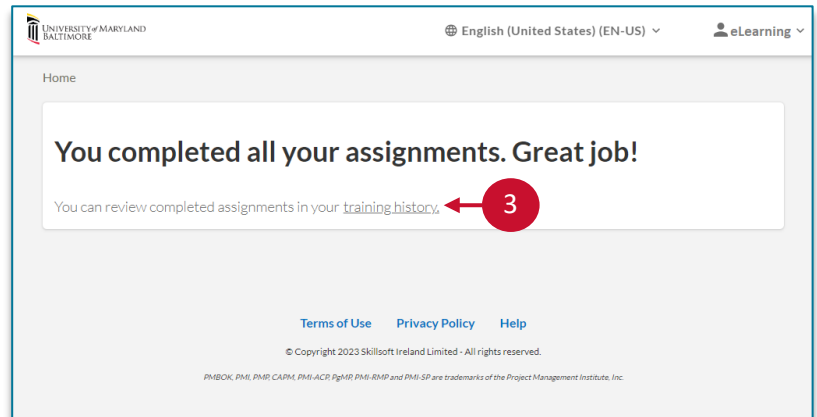 UNIVERSITY of MARYLAND
BALTIMORE
English (United States) (EN-US)
eLearning
Home
You completed all your assignments. Great job!
You can review completed assignments in your training history.
3
Terms of Use Privacy Policy Help
© Copyright 2023 Skillsoft Ireland Limited - All rights reserved.
PMBOK, PMI, PMP, CAPM, PMI-ACP, PgMP, PMI-RMP and PMI-SP are trademarks of the Project Management Institute, Inc.